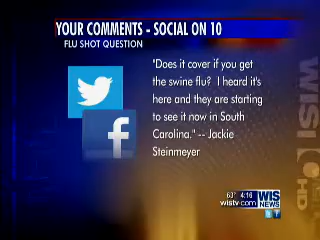 YOUR COMMENTS - SOCIAL ON 10
FLU SHOT QUESTION
"Does it cover if you get
the swine flu? I heard it's
here and they are starting
to see it now in South
Carolina." -- Jackie
Steinmeyer
f
63° 4:16
wistv.com
WIS
NEWS
WIS
HD